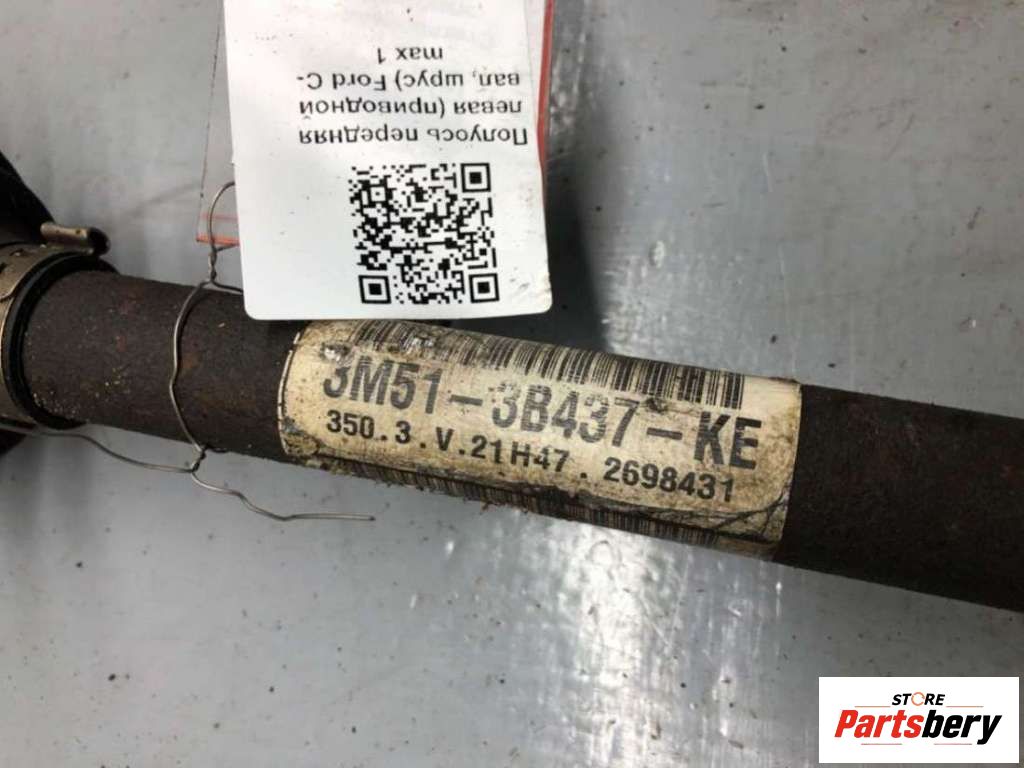 Полуось передняя
левая (приводной
вал, шрус) Ford C-
max 1
3M51-3B437-KE
350.3.V.21H47.2698431
STORE
Partsbery